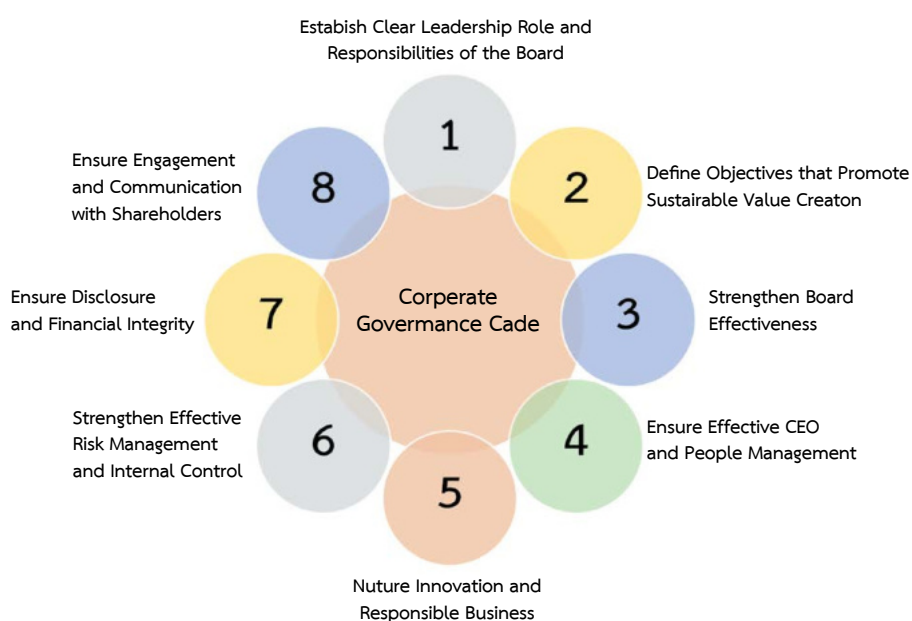 Estabish Clear Leadership Role and
Responsibilities of the Board
1
2
Define Objectives that Promote
Sustainable Value Creaton
3
Strengthen Board
Effectiveness
4
Ensure Effective CEO
and People Management
5
Nuture Innovation and
Responsible Business
6
Strengthen Effective
Risk Management
and Internal Control
7
Ensure Disclosure
and Financial Integrity
8
Ensure Engagement
and Communication
with Shareholders
Corperate
Govermance Cade